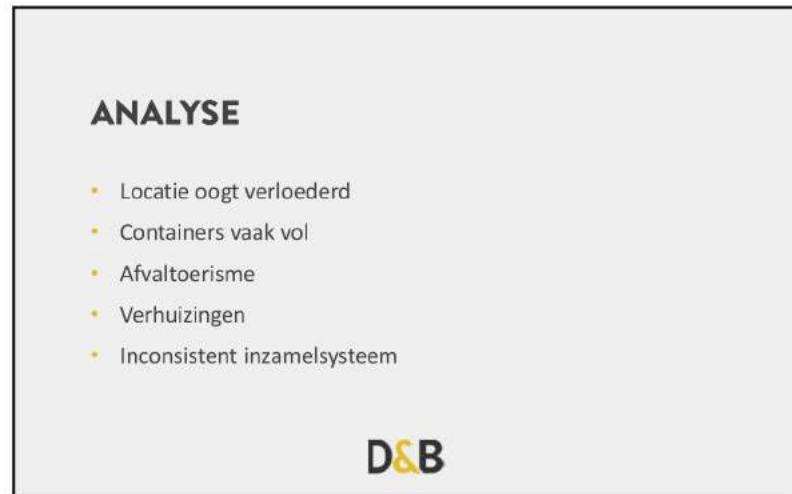 ANALYSE
• Locatie oogt verloederd
• Containers vaak vol
• Afvaltoerisme
• Verhuizingen
• Inconsistent inzamelsysteem
D&B